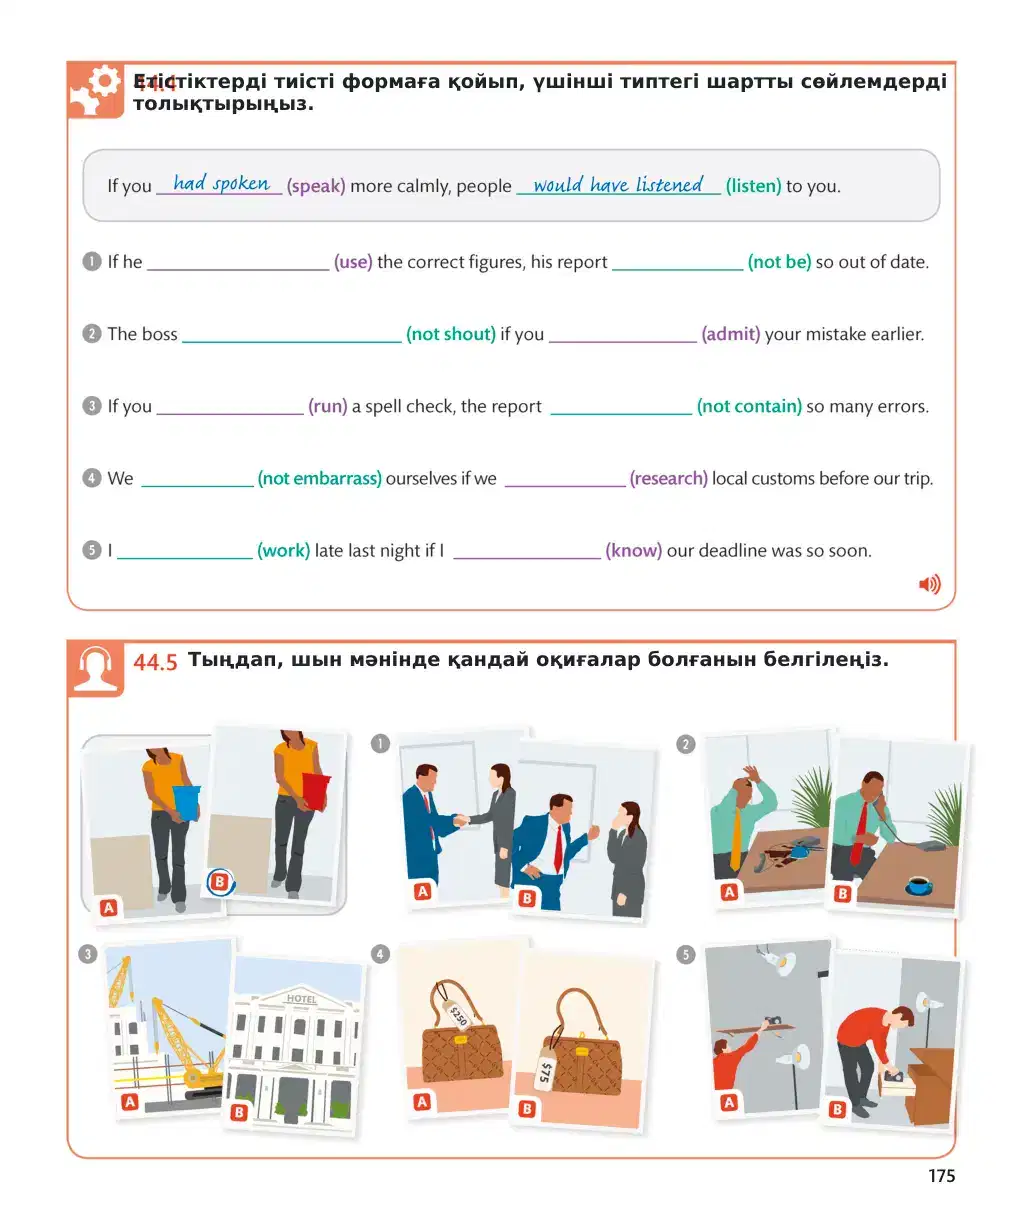 44.4 Етістіктерді тиісті формаға қойып, үшінші типтегі шартты сөйлемдерді
толықтырыңыз.
If you had spoken (speak) more calmly, people would have listened (listen) to you.
1 If he (use) the correct figures, his report (not be) so out of date.
2 The boss (not shout) if you (admit) your mistake earlier.
3 If you (run) a spell check, the report (not contain) so many errors.
4 We (not embarrass) ourselves if we (research) local customs before our trip.
5 I (work) late last night if I (know) our deadline was so soon.
44.5 Тыңдап, шын мәнінде қандай оқиғалар болғанын белгілеңіз.
A
B
1
A
B
2
A
B
3
A
HOTEL
B
4
$250
A
$75
B
5
A
B
175